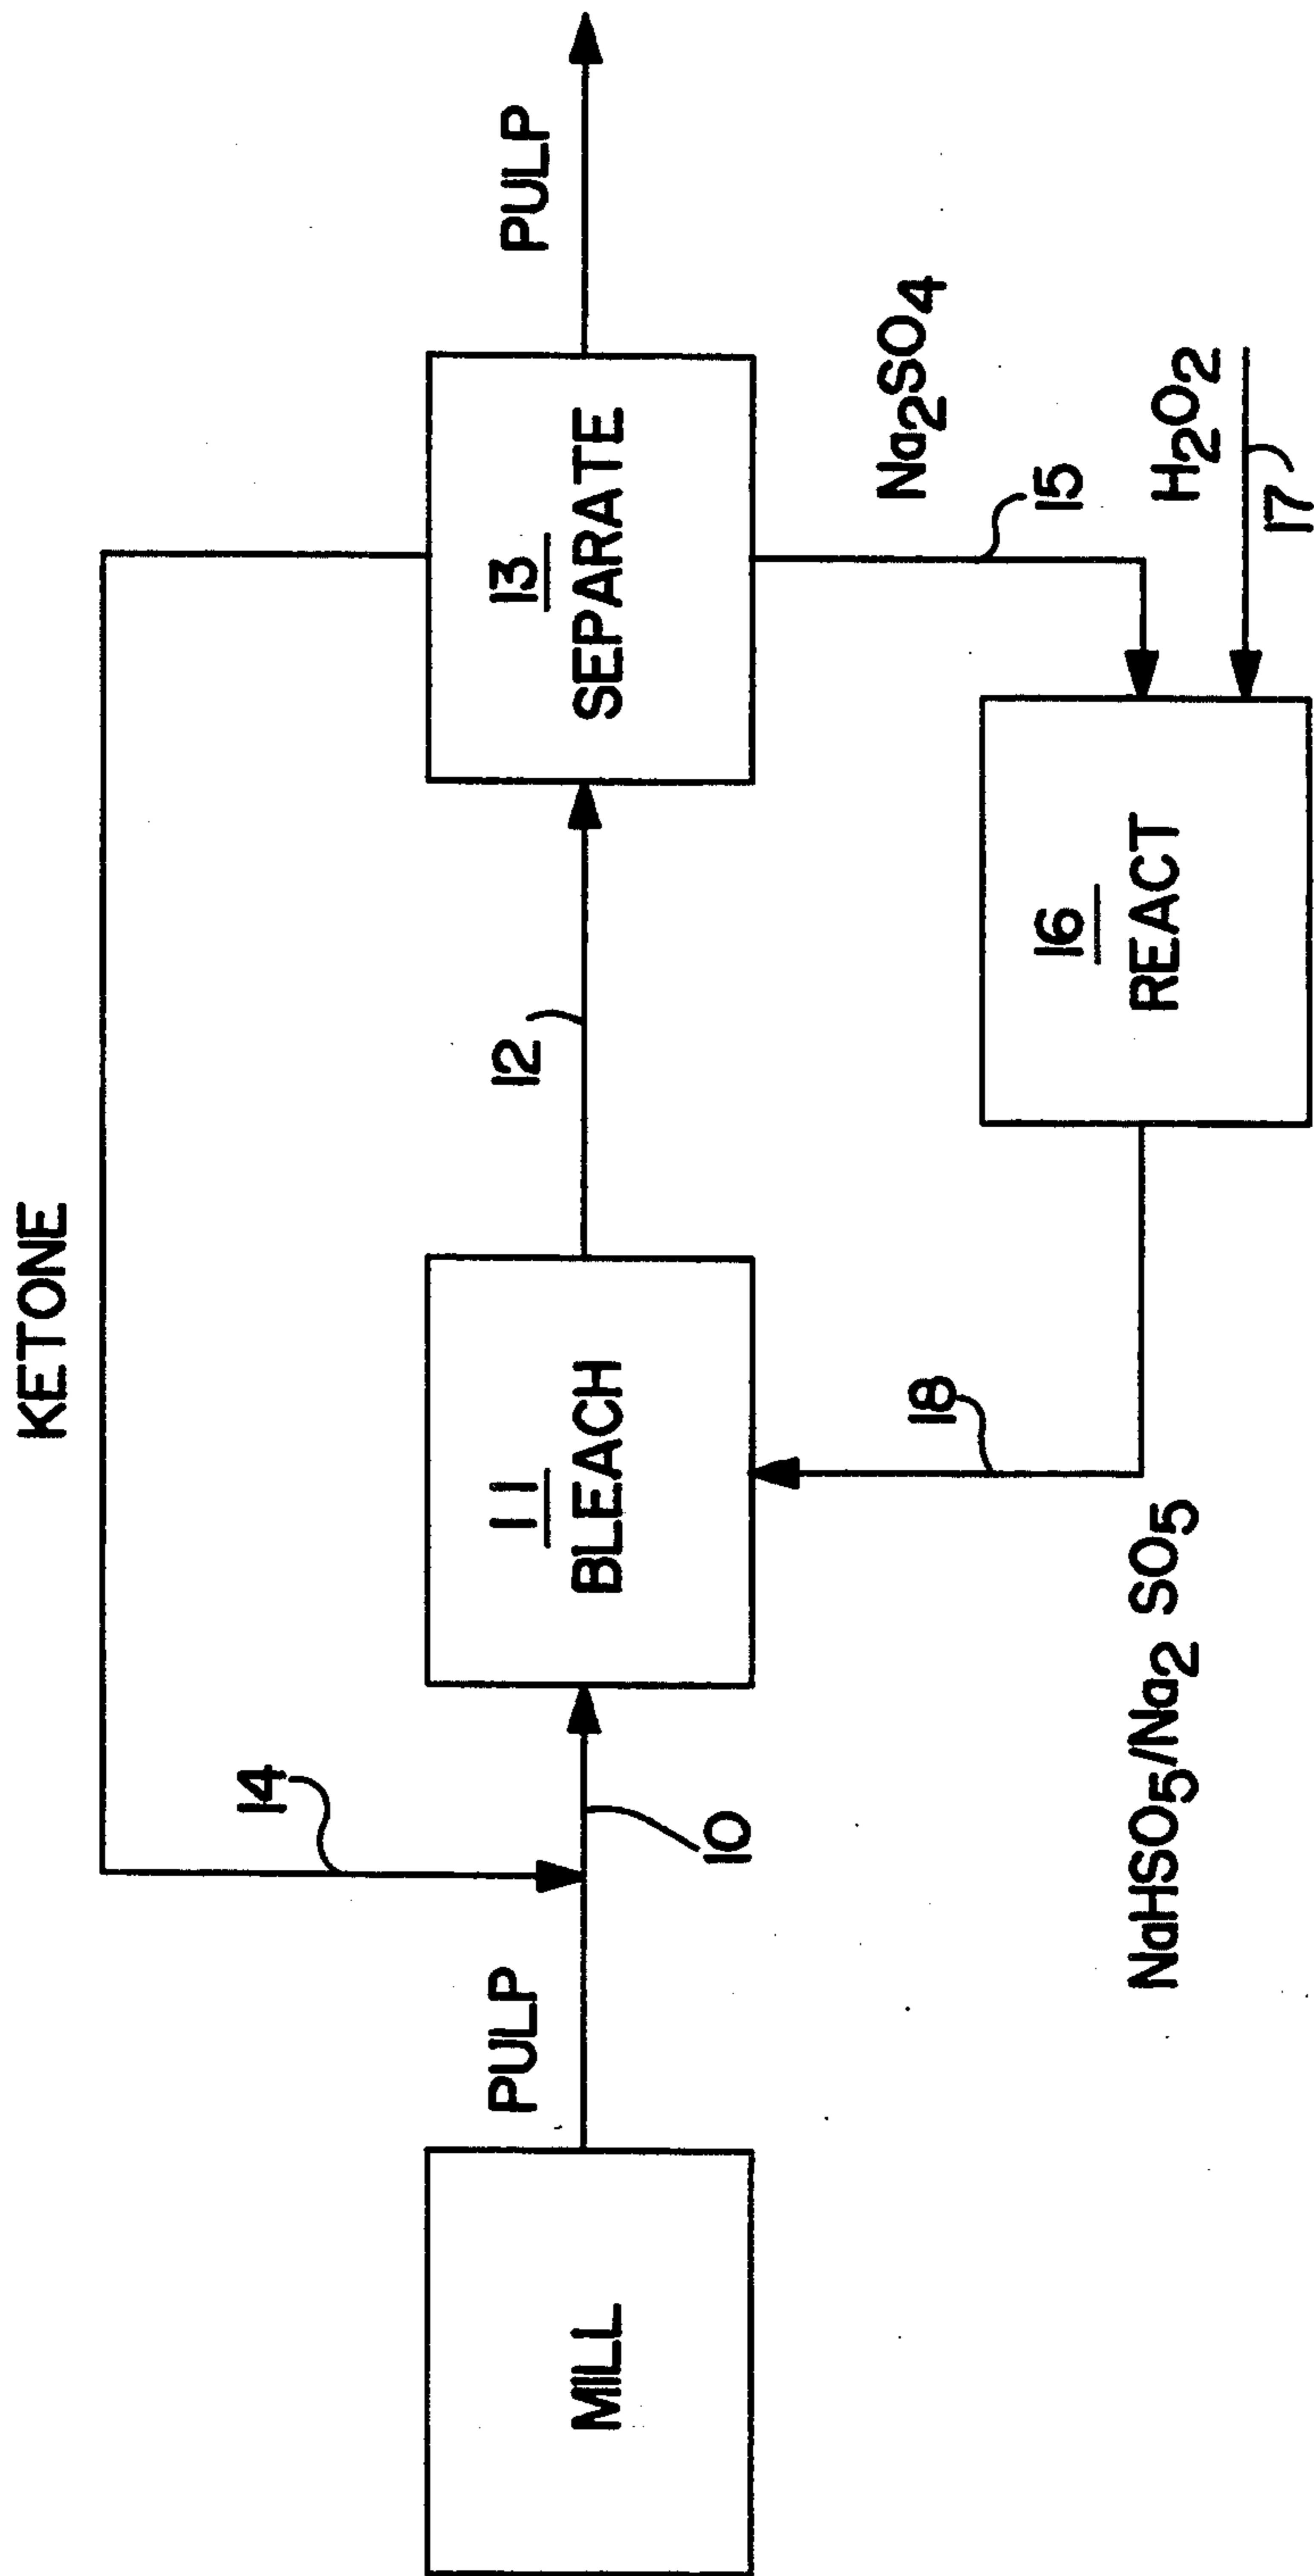 KETONE
14
PULP
10
MILL
11
BLEACH
12
13
SEPARATE
PULP
18
NaHSO5/Na2 SO5
16
REACT
15
Na2SO4
H2O2
17